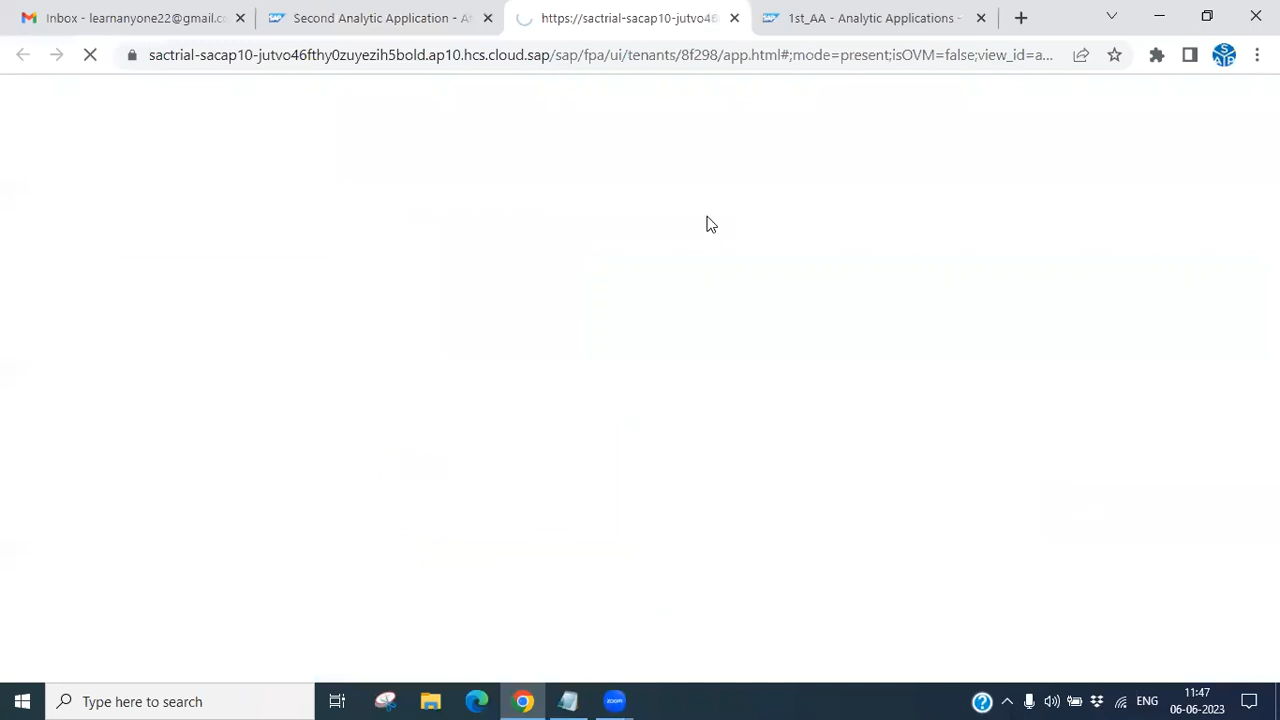 Inbox - learnanyone22@gmail.c
Second Analytic Application - A
https://sactrial-sacap10-jutvo46
1st_AA - Analytic Applications -
sactrial-sacap10-jutvo46fthy0zuyezih5bold.ap10.hcs.cloud.sap/sap/fpa/ui/tenants/8f298/app.html#;mode=present;isOVM=false;view_id=a...
Type here to search
zoom
ENG
11:47
06-06-2023